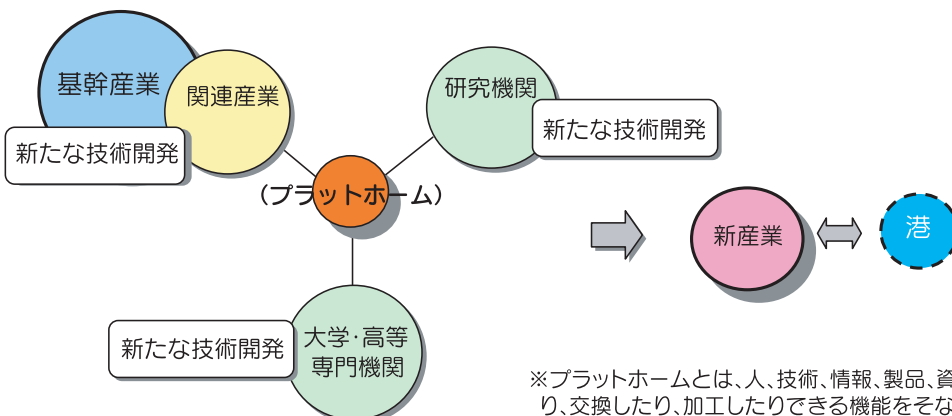 基幹産業
関連産業
新たな技術開発
研究機関
新たな技術開発
（プラットホーム）
新産業
港
新たな技術開発
大学・高等
専門機関
※プラットホームとは、人、技術、情報、製品、資
り、交換したり、加工したりできる機能をそな